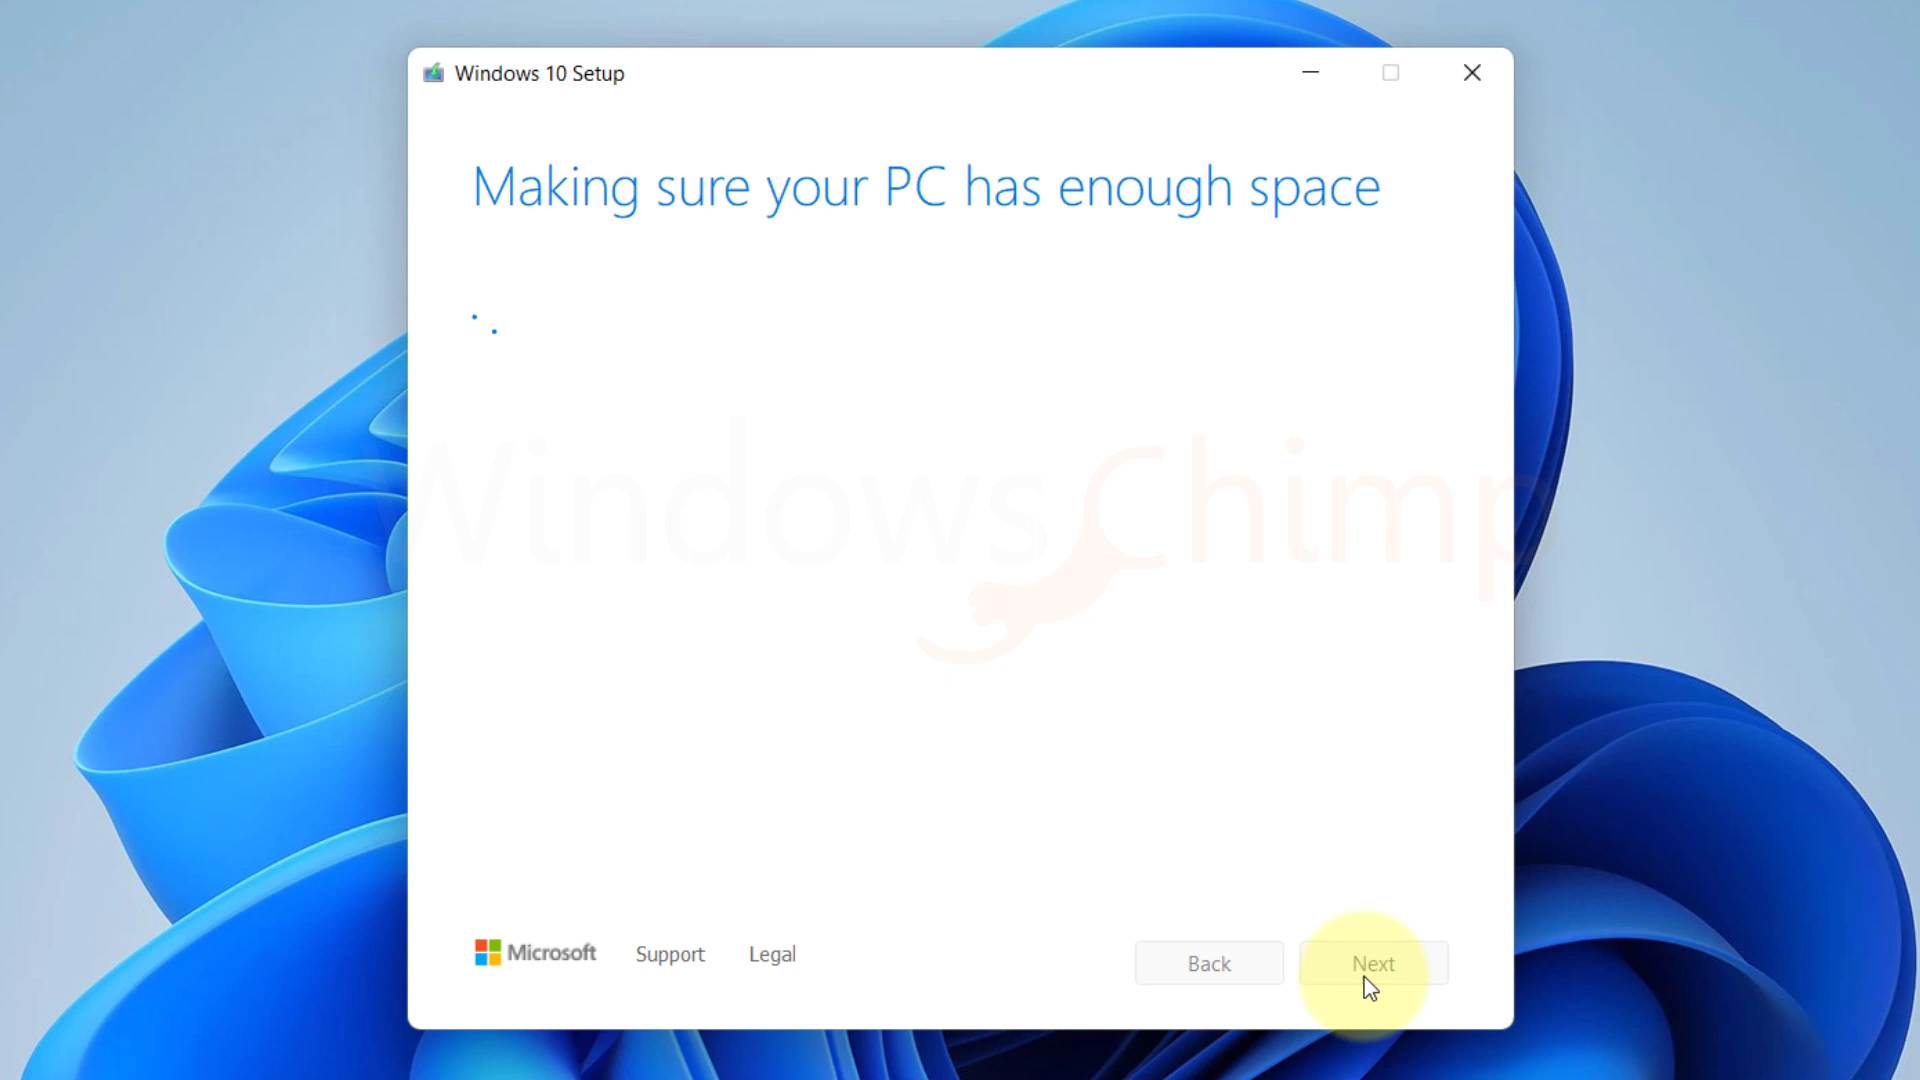 Windows 10 Setup
Making sure your PC has enough space
WindowsChimp
Microsoft Support Legal Back Next